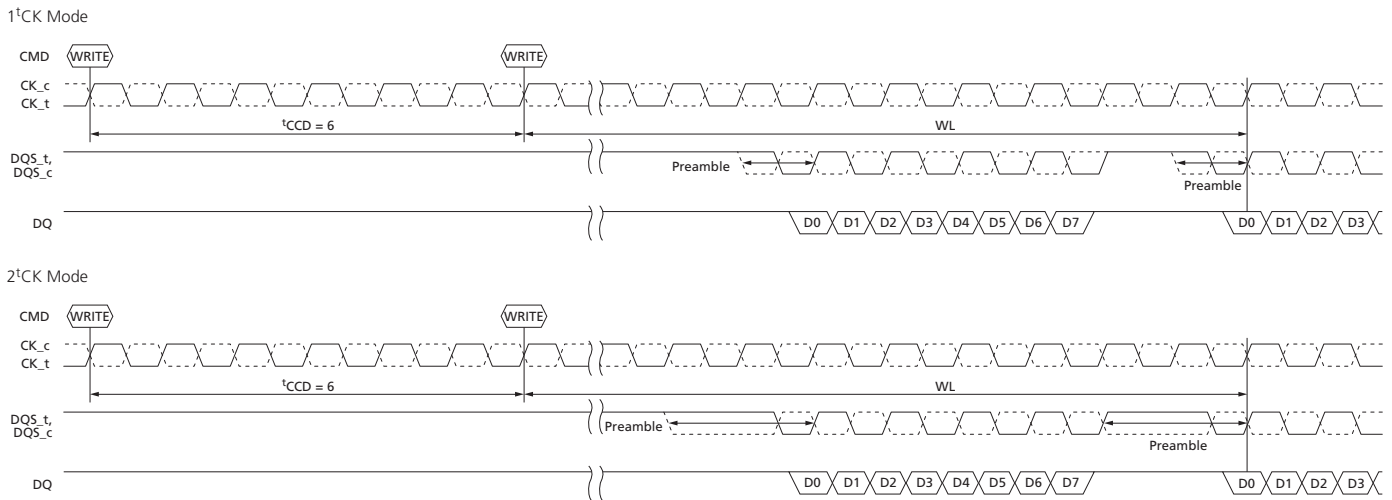 1ᵗCK Mode
CMD WRITE WRITE
CK_c
CK_t
ᵗCCD = 6 WL
DQS_t,
DQS_c
Preamble Preamble
DQ D0 D1 D2 D3 D4 D5 D6 D7 D0 D1 D2 D3
2ᵗCK Mode
CMD WRITE WRITE
CK_c
CK_t
ᵗCCD = 6 WL
DQS_t,
DQS_c
Preamble Preamble
DQ D0 D1 D2 D3 D4 D5 D6 D7 D0 D1 D2 D3